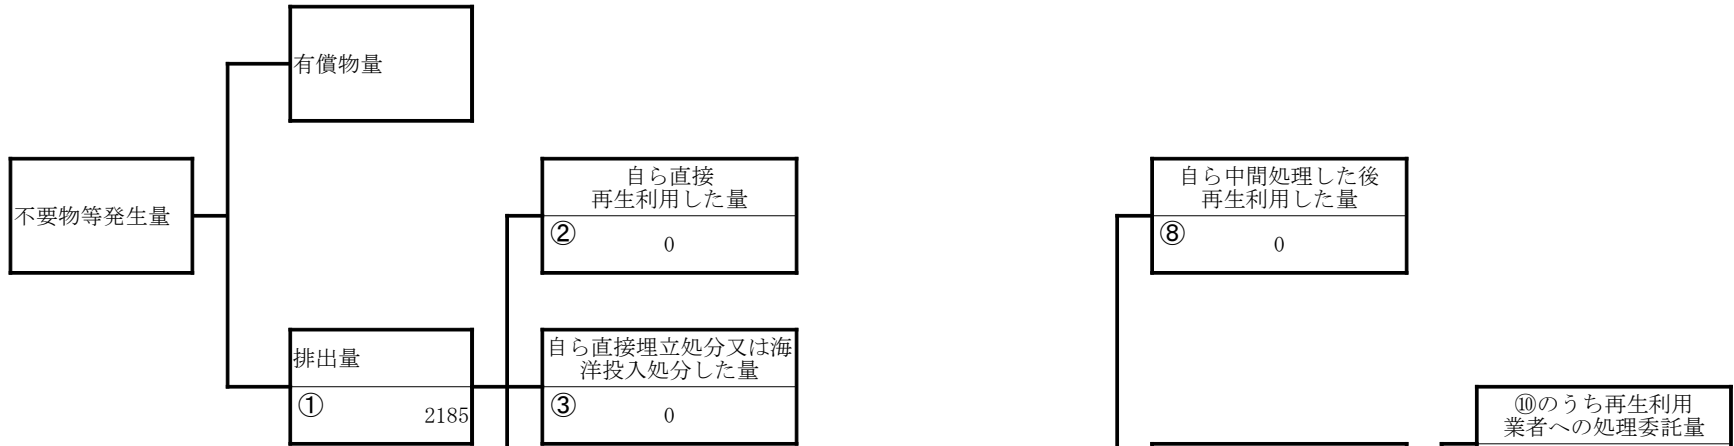 有償物量
不要物等発生量
自ら直接
再生利用した量
② 0
自ら中間処理した後
再生利用した量
⑧ 0
排出量
① 2185
自ら直接埋立処分又は海
洋投入処分した量
③ 0
⑩のうち再生利用
業者への処理委託量